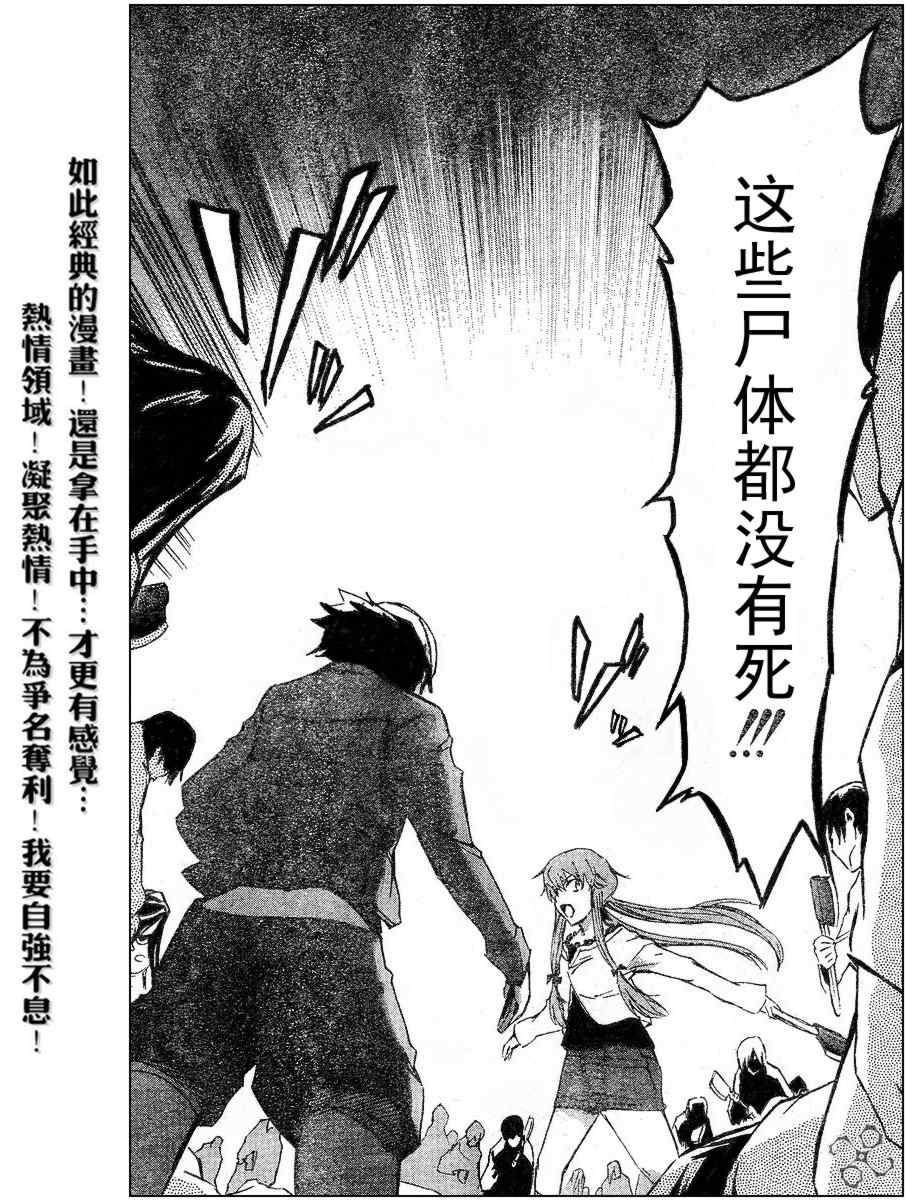 这些尸体都没有死!!!
如此經典的漫畫！還是拿在手中…才更有感覺…
熱情領域！凝聚熱情！不為爭名奪利！我要自強不息！